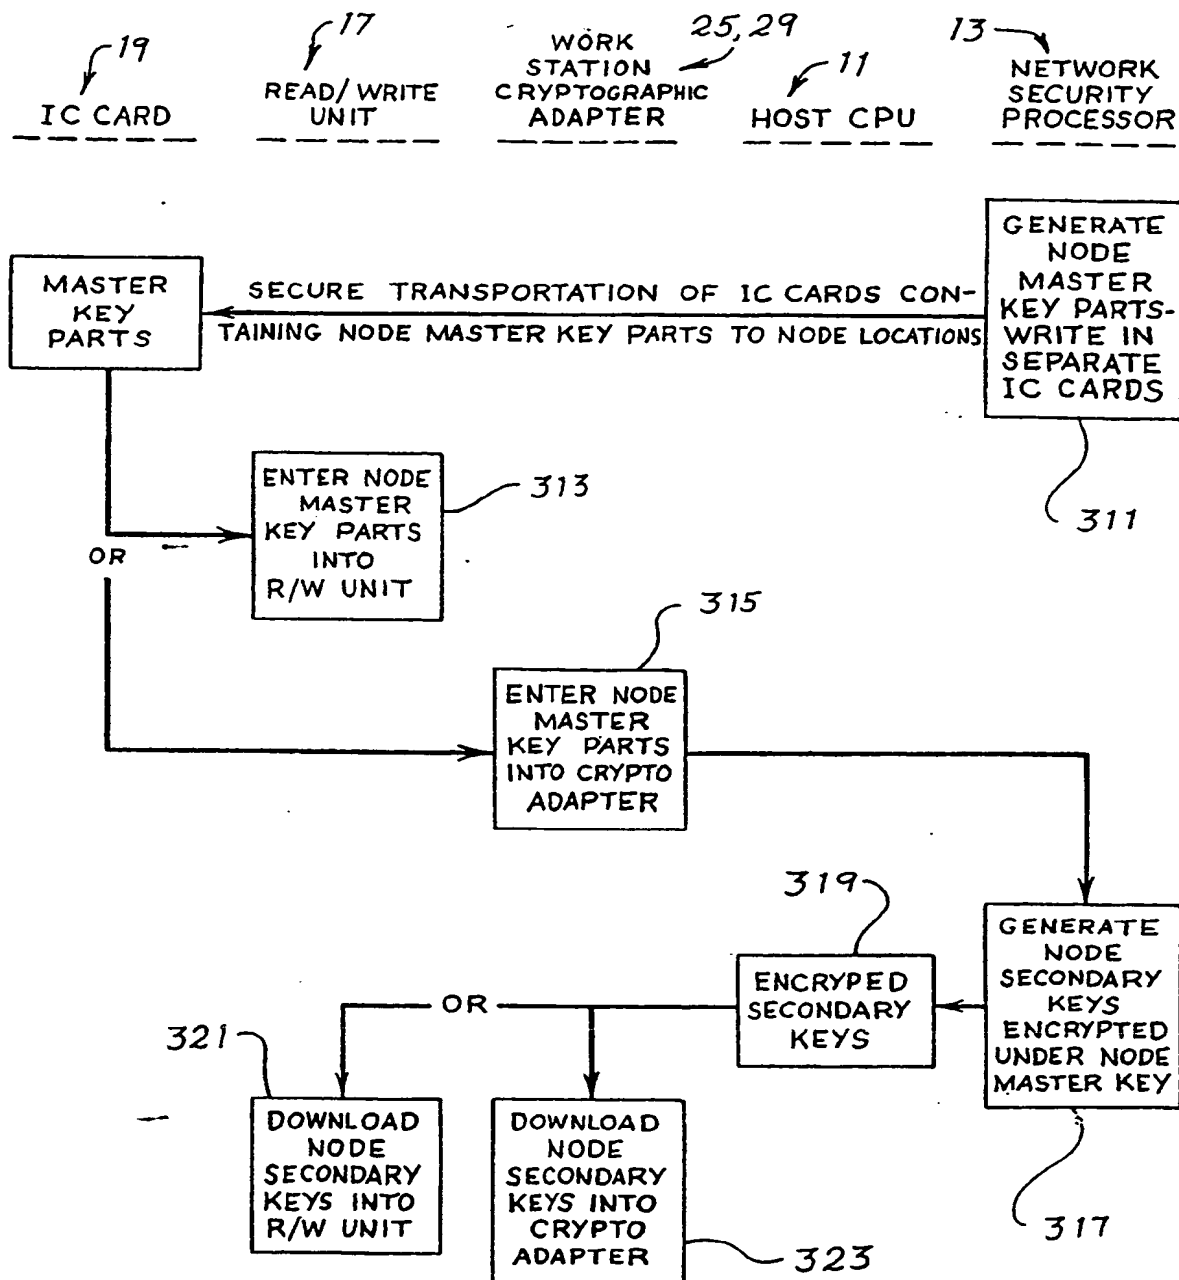 19
IC CARD
17
READ/WRITE
UNIT
25,29
WORK
STATION
CRYPTOGRAPHIC
ADAPTER
11
HOST CPU
13
NETWORK
SECURITY
PROCESSOR
GENERATE
NODE
MASTER
KEY PARTS-
WRITE IN
SEPARATE
IC CARDS
311
SECURE TRANSPORTATION OF IC CARDS CON-
TAINING NODE MASTER KEY PARTS TO NODE LOCATIONS
MASTER
KEY
PARTS
OR
ENTER NODE
MASTER
KEY PARTS
INTO
R/W UNIT
313
315
ENTER NODE
MASTER
KEY PARTS
INTO CRYPTO
ADAPTER
GENERATE
NODE
SECONDARY
KEYS
ENCRYPTED
UNDER NODE
MASTER KEY
317
319
ENCRYPED
SECONDARY
KEYS
OR
321
DOWNLOAD
NODE
SECONDARY
KEYS INTO
R/W UNIT
DOWNLOAD
NODE
SECONDARY
KEYS INTO
CRYPTO
ADAPTER
323